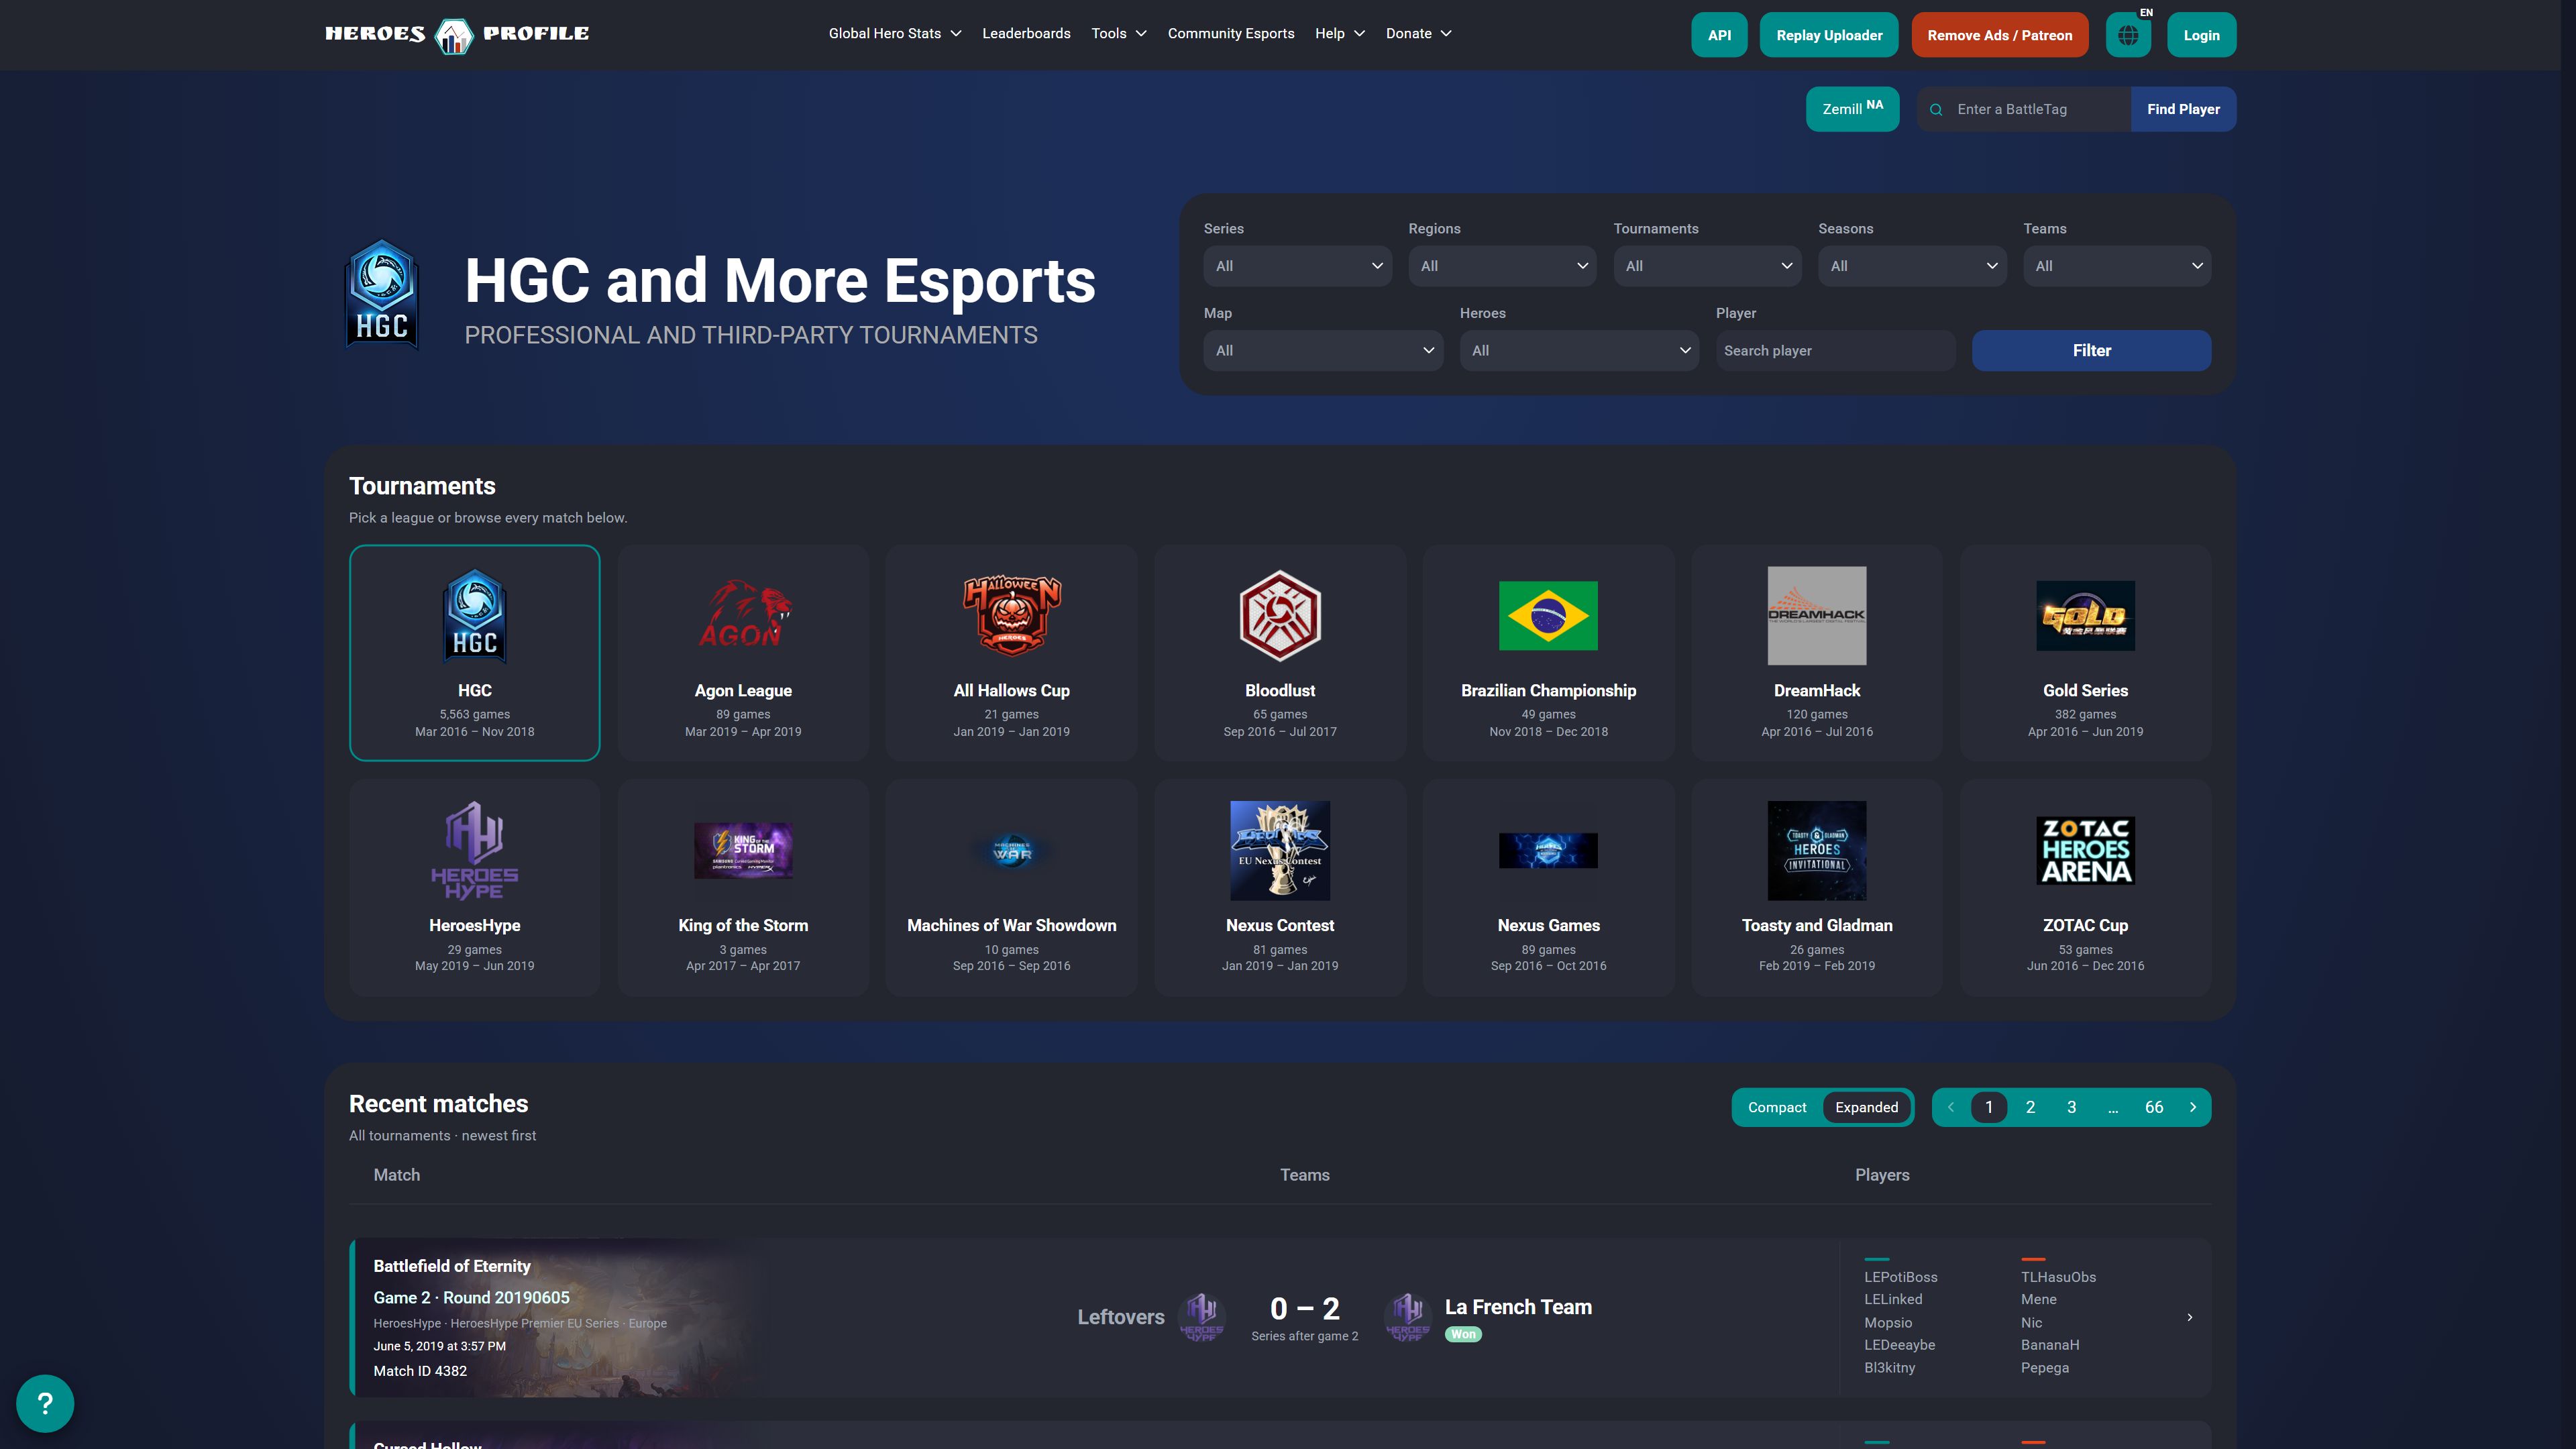 HEROES PROFILE
Global Hero Stats
Leaderboards
Tools
Community Esports
Help
Donate
API
Replay Uploader
Remove Ads / Patreon
EN
Login
Zemill NA
Enter a BattleTag
Find Player
HGC
HGC and More Esports
PROFESSIONAL AND THIRD-PARTY TOURNAMENTS
Series
Regions
Tournaments
Seasons
Teams
All
All
All
All
All
Map
Heroes
Player
All
All
Search player
Filter
Tournaments
Pick a league or browse every match below.
HGC
HGC
5,563 games
Mar 2016 – Nov 2018
AGON
Agon League
89 games
Mar 2019 – Apr 2019
HALLOWEEN
HEROES
All Hallows Cup
21 games
Jan 2019 – Jan 2019
Bloodlust
65 games
Sep 2016 – Jul 2017
Brazilian Championship
49 games
Nov 2018 – Dec 2018
DREAMHACK
DreamHack
120 games
Apr 2016 – Jul 2016
GOLD
Gold Series
382 games
Apr 2016 – Jun 2019
HEROES
HYPE
HeroesHype
29 games
May 2019 – Jun 2019
KING OF THE
STORM
King of the Storm
3 games
Apr 2017 – Apr 2017
MACHINES
WAR
Machines of War Showdown
10 games
Sep 2016 – Sep 2016
EU Nexus Contest
Nexus Contest
81 games
Jan 2019 – Jan 2019
Nexus Games
89 games
Sep 2016 – Oct 2016
TOASTY & GLADMAN
HEROES
INVITATIONAL
Toasty and Gladman
26 games
Feb 2019 – Feb 2019
ZOTAC
HEROES
ARENA
ZOTAC Cup
53 games
Jun 2016 – Dec 2016
Recent matches
All tournaments · newest first
Compact
Expanded
1 2 3 ... 66
Match
Teams
Players
Battlefield of Eternity
Game 2 · Round 20190605
HeroesHype · HeroesHype Premier EU Series · Europe
June 5, 2019 at 3:57 PM
Match ID 4382
Leftovers
HEROES
HYPE
0 – 2
Series after game 2
HEROES
HYPE
La French Team
Won
LEPotiBoss
LELinked
Mopsio
LEDeeaybe
Bl3kitny
TLHasuObs
Mene
Nic
BananaH
Pepega
Cursed Hollow
?